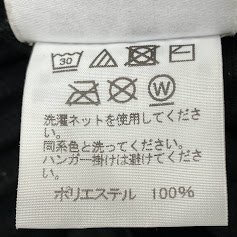 30
W
洗濯ネットを使用してくださ
い。
同系色と洗ってください。
ハンガー掛けは避けてくださ
い。
ポリエステル 100%